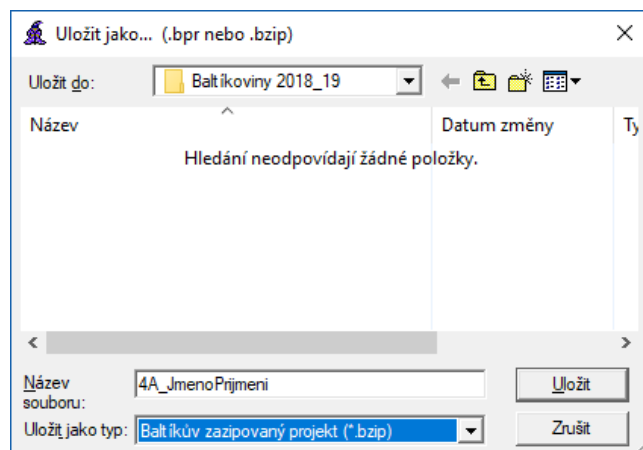 Uložit jako... (.bpr nebo .bzip)
Uložit do: Baltíkoviny 2018_19
Název Datum změny Ty
Hledání neodpovídají žádné položky.
Název souboru: 4A_JmenoPrijmeni Uložit
Uložit jako typ: Baltíkův zazipovaný projekt (*.bzip) Zrušit